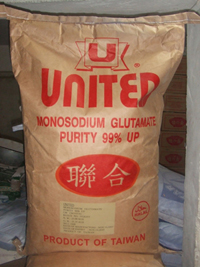 U
UNITED®
MONOSODIUM GLUTAMATE
PURITY 99% UP
聯合
PRODUCT OF TAIWAN